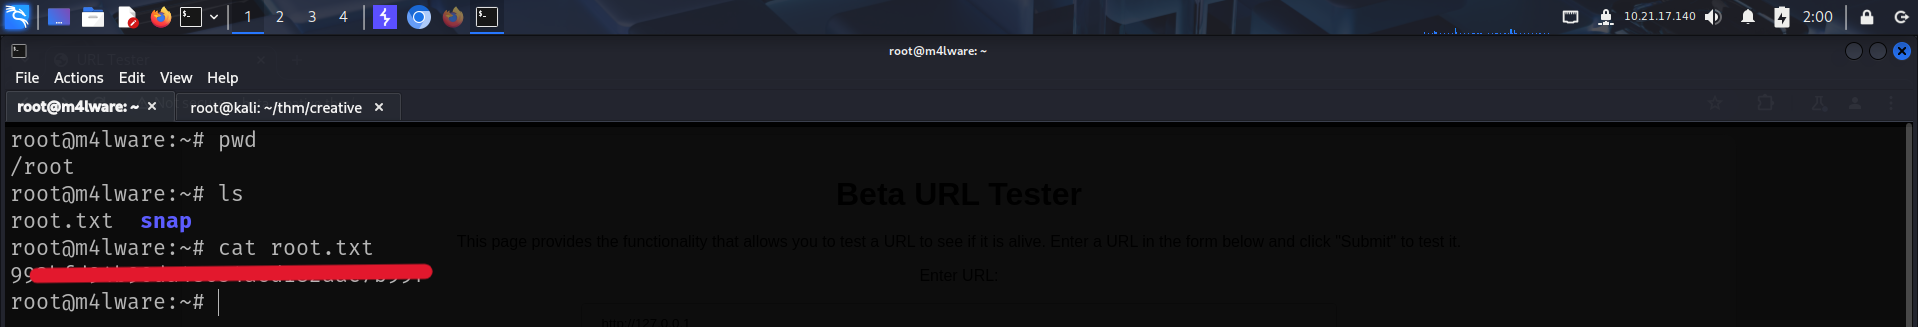 1 2 3 4 10.21.17.140 2:00
root@m4lware: ~
URL Tester
File Actions Edit View Help
root@m4lware: ~ × root@kali: ~/thm/creative ×
root@m4lware:~# pwd
/root
root@m4lware:~# ls
root.txt snap
root@m4lware:~# cat root.txt
root@m4lware:~#
Beta URL Tester
This page provides the functionality that allows you to test a URL to see if it is alive. Enter a URL in the form below and click "Submit" to test it.
Enter URL:
http://127.0.0.1